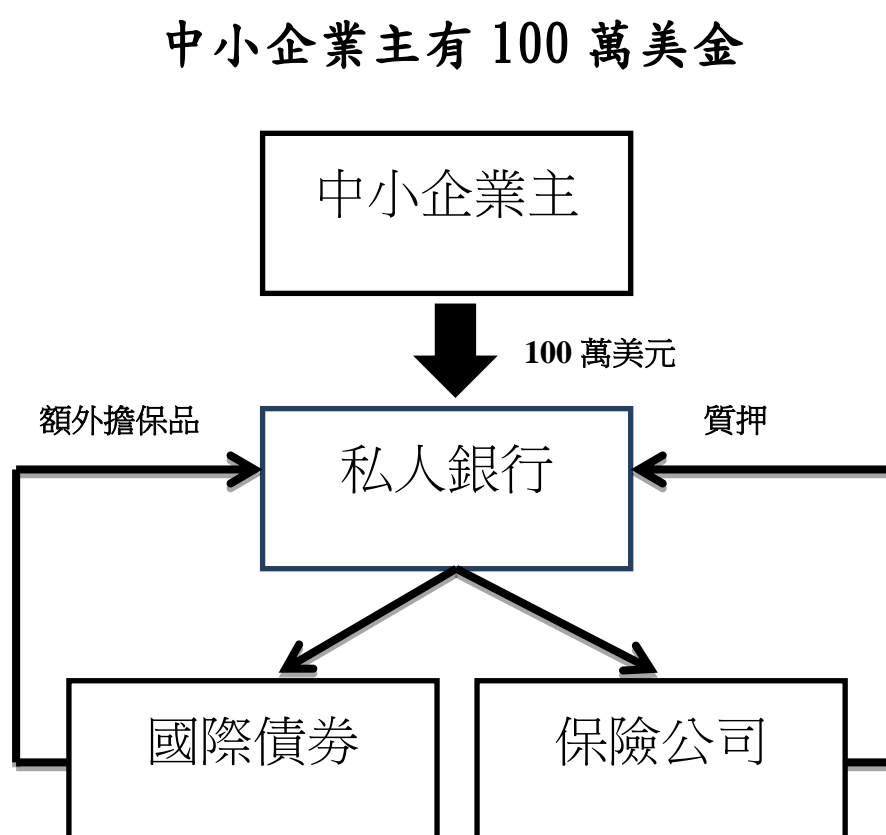 中小企業主有 100 萬美金
中小企業主
100 萬美元
額外擔保品
質押
私人銀行
國際債券
保險公司